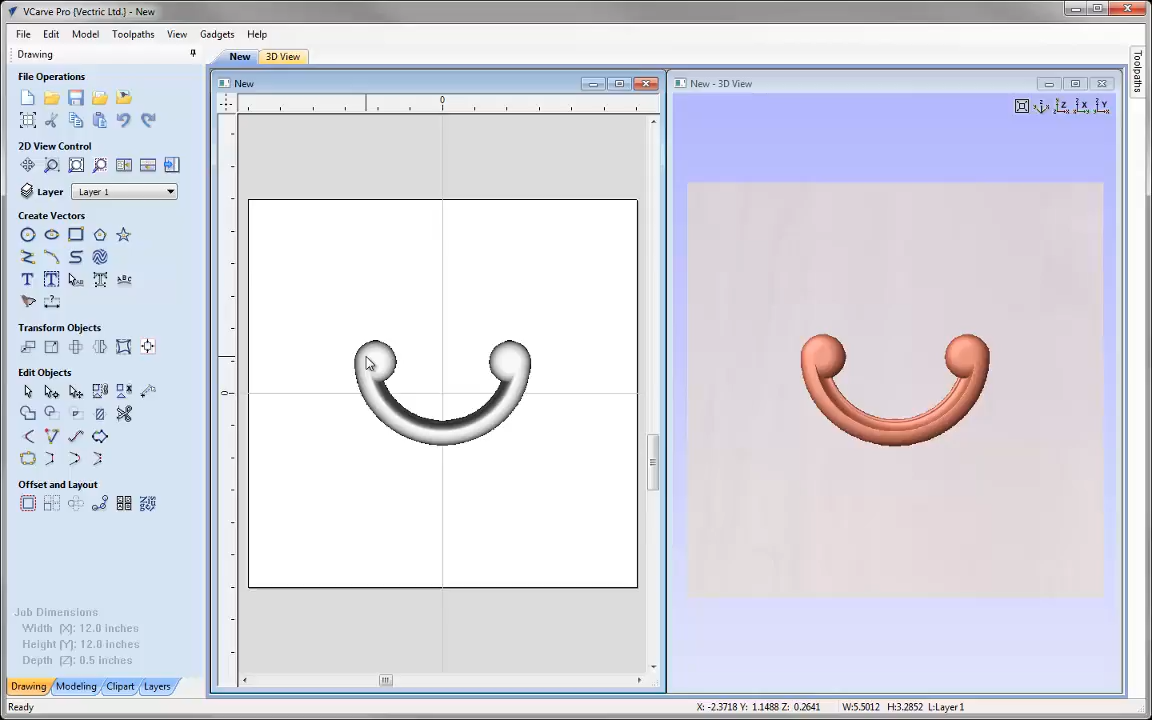 VCarve Pro {Vectric Ltd.} - New
File Edit Model Toolpaths View Gadgets Help
Drawing
New 3D View
File Operations
New
0
New - 3D View
Toolpaths
Z X Y
2D View Control
Layer Layer 1
Create Vectors
0
Transform Objects
Edit Objects
Offset and Layout
Job Dimensions
Width (X): 12.0 inches
Height (Y): 12.0 inches
Depth (Z): 0.5 inches
Drawing Modeling Clipart Layers
Ready
X: -2.3718 Y: 1.1488 Z: 0.2641 W:5.5012 H:3.2852 L:Layer 1